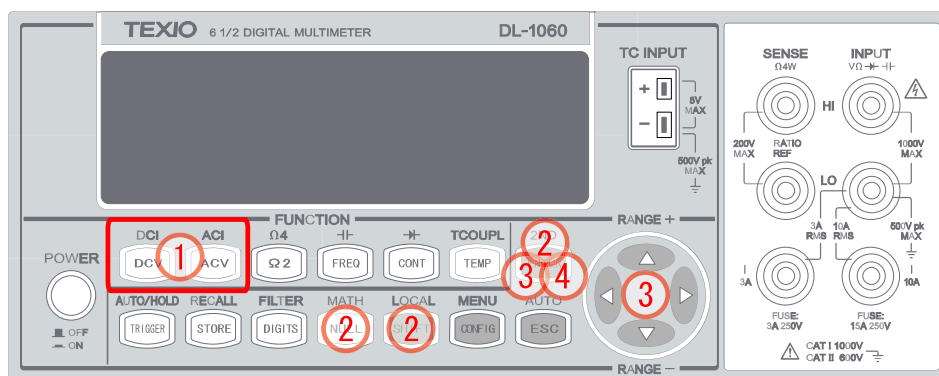 TEXIO 6 1/2 DIGITAL MULTIMETER DL-1060
TC INPUT
+
−
5V
MAX
500V pk
MAX
SENSE
Ω4W
INPUT
VΩ
HI
200V
MAX
RATIO
REF
1000V
MAX
LO
3A
RMS
10A
RMS
500V pk
MAX
I
3A
I
10A
FUSE:
3A 250V
FUSE:
15A 250V
CAT I 1000V
CAT II 600V
FUNCTION
DCI ACI Ω4 TCOUPL 2ND
POWER
DCV 1 ACV Ω2 FREQ CONT TEMP 2 3 4
RANGE +
3
RANGE −
AUTO/HOLD RECALL FILTER MATH LOCAL MENU AUTO
TRIGGER STORE DIGITS NULL 2 SHIFT 2 CONFIG ESC
OFF
ON